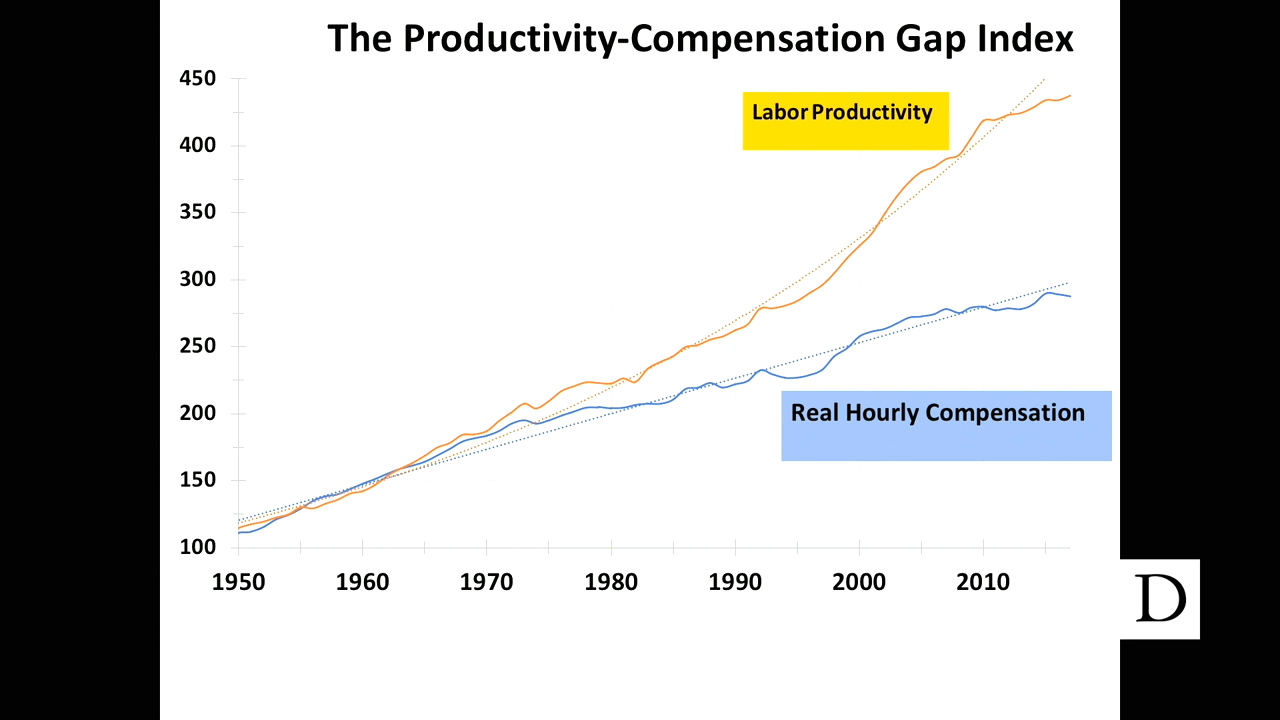 The Productivity-Compensation Gap Index
450
Labor Productivity
400
350
300
250
200
Real Hourly Compensation
150
100
1950 1960 1970 1980 1990 2000 2010
D